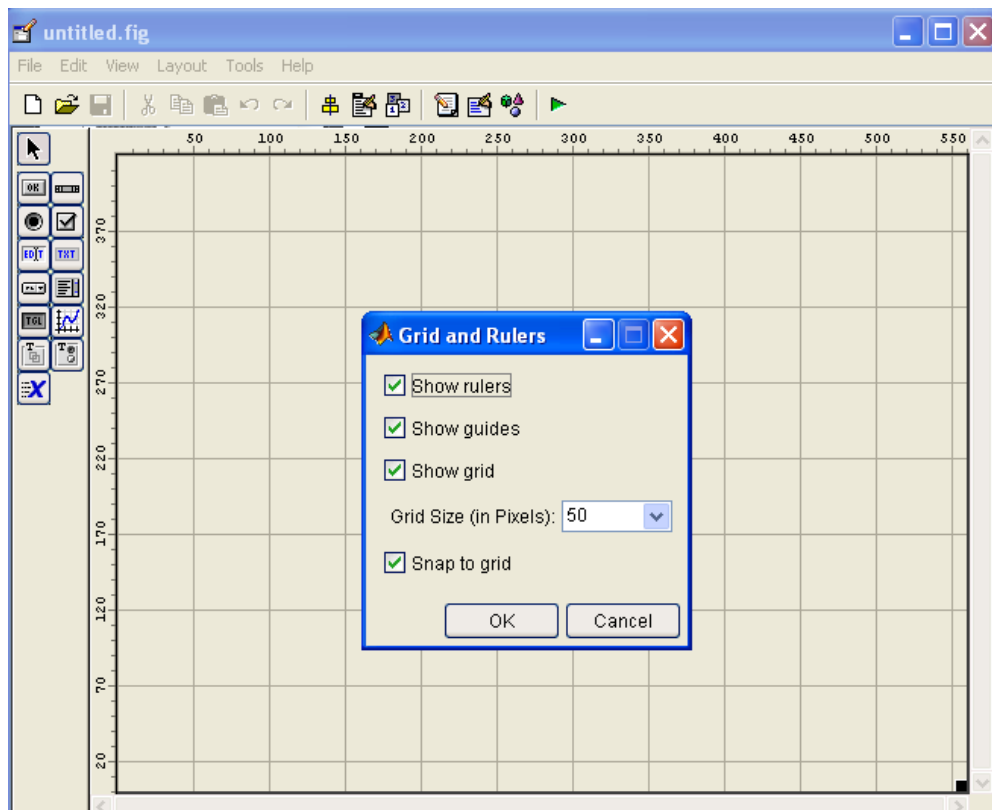 untitled.fig
File Edit View Layout Tools Help
50 100 150 200 250 300 350 400 450 500 550
OK
EDIT TXT
TGL
T T
X
370
320
270
220
170
120
70
20
Grid and Rulers
Show rulers
Show guides
Show grid
Grid Size (in Pixels): 50
Snap to grid
OK Cancel